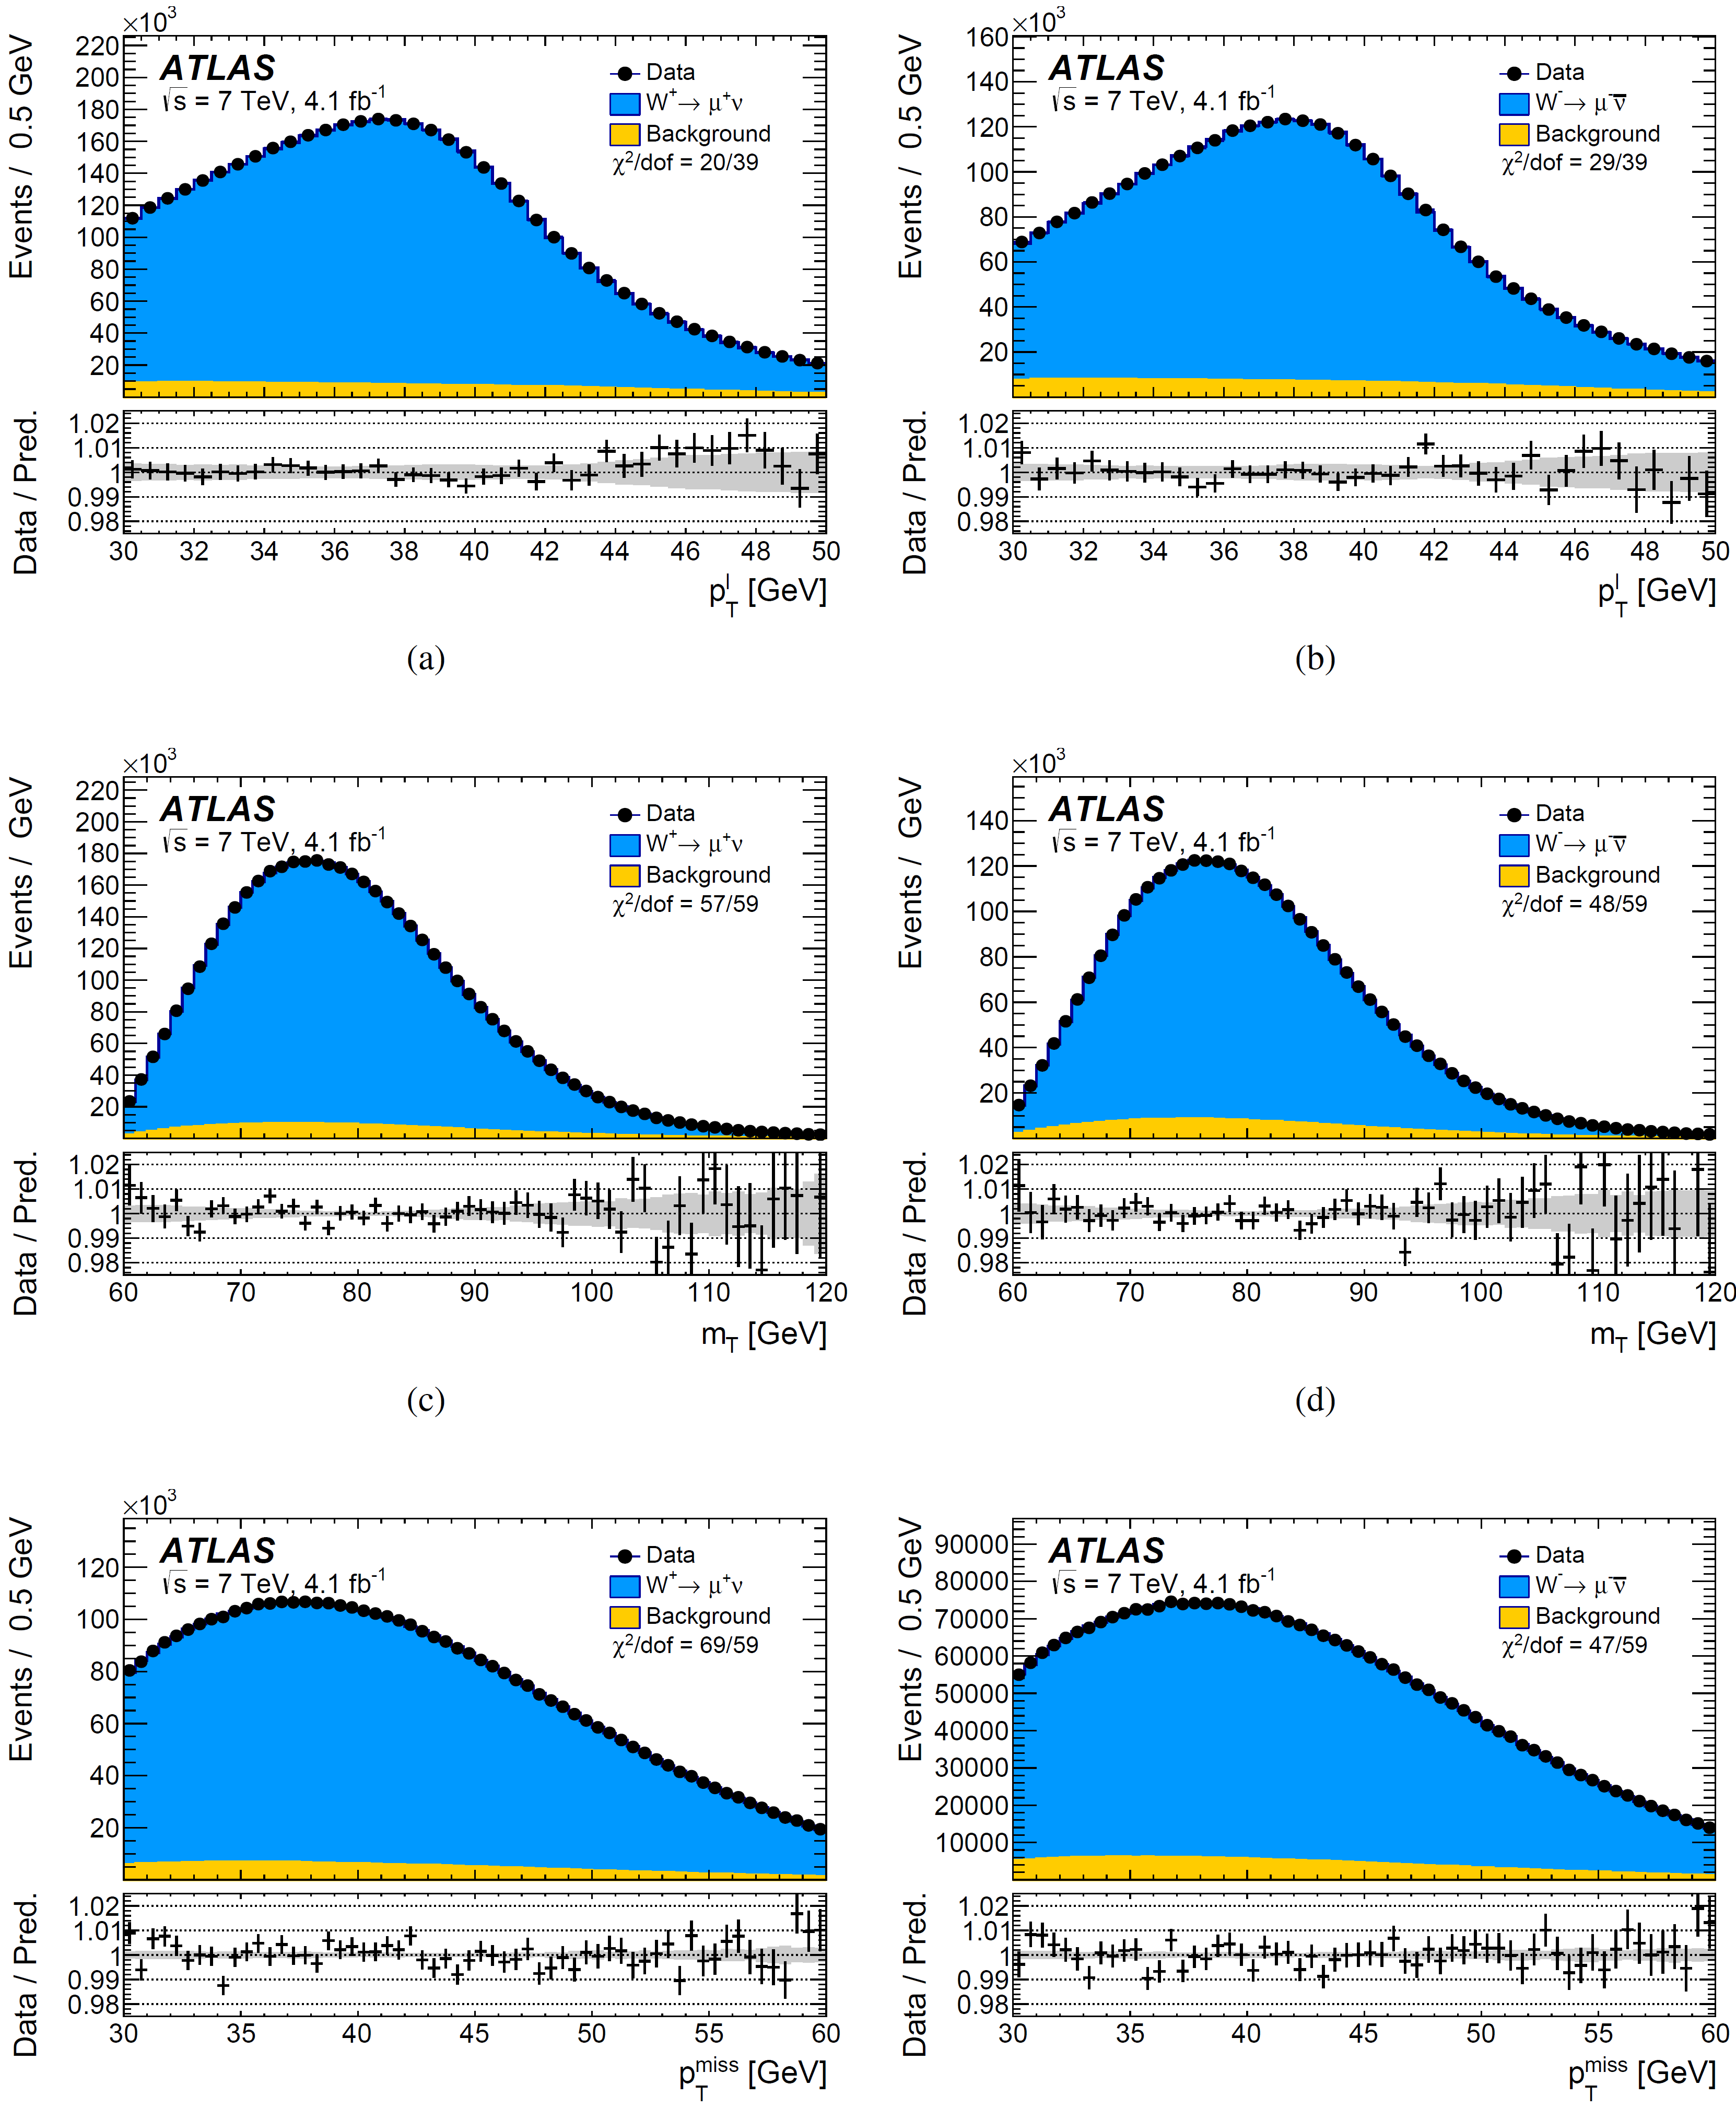 ×10³
Events / 0.5 GeV
220
200
180
160
140
120
100
80
60
40
20
ATLAS
√s = 7 TeV, 4.1 fb⁻¹
Data
W⁺→ μ⁺ν
Background
χ²/dof = 20/39
Data / Pred.
1.02
1.01
1
0.99
0.98
30 32 34 36 38 40 42 44 46 48 50
p_T^l [GeV]
(a)
×10³
Events / 0.5 GeV
160
140
120
100
80
60
40
20
ATLAS
√s = 7 TeV, 4.1 fb⁻¹
Data
W⁻→ μ⁻ν̅
Background
χ²/dof = 29/39
Data / Pred.
1.02
1.01
1
0.99
0.98
30 32 34 36 38 40 42 44 46 48 50
p_T^l [GeV]
(b)
×10³
Events / GeV
220
200
180
160
140
120
100
80
60
40
20
ATLAS
√s = 7 TeV, 4.1 fb⁻¹
Data
W⁺→ μ⁺ν
Background
χ²/dof = 57/59
Data / Pred.
1.02
1.01
1
0.99
0.98
60 70 80 90 100 110 120
m_T [GeV]
(c)
×10³
Events / GeV
140
120
100
80
60
40
20
ATLAS
√s = 7 TeV, 4.1 fb⁻¹
Data
W⁻→ μ⁻ν̅
Background
χ²/dof = 48/59
Data / Pred.
1.02
1.01
1
0.99
0.98
60 70 80 90 100 110 120
m_T [GeV]
(d)
×10³
Events / 0.5 GeV
120
100
80
60
40
20
ATLAS
√s = 7 TeV, 4.1 fb⁻¹
Data
W⁺→ μ⁺ν
Background
χ²/dof = 69/59
Data / Pred.
1.02
1.01
1
0.99
0.98
30 35 40 45 50 55 60
p_T^miss [GeV]
Events / 0.5 GeV
90000
80000
70000
60000
50000
40000
30000
20000
10000
ATLAS
√s = 7 TeV, 4.1 fb⁻¹
Data
W⁻→ μ⁻ν̅
Background
χ²/dof = 47/59
Data / Pred.
1.02
1.01
1
0.99
0.98
30 35 40 45 50 55 60
p_T^miss [GeV]